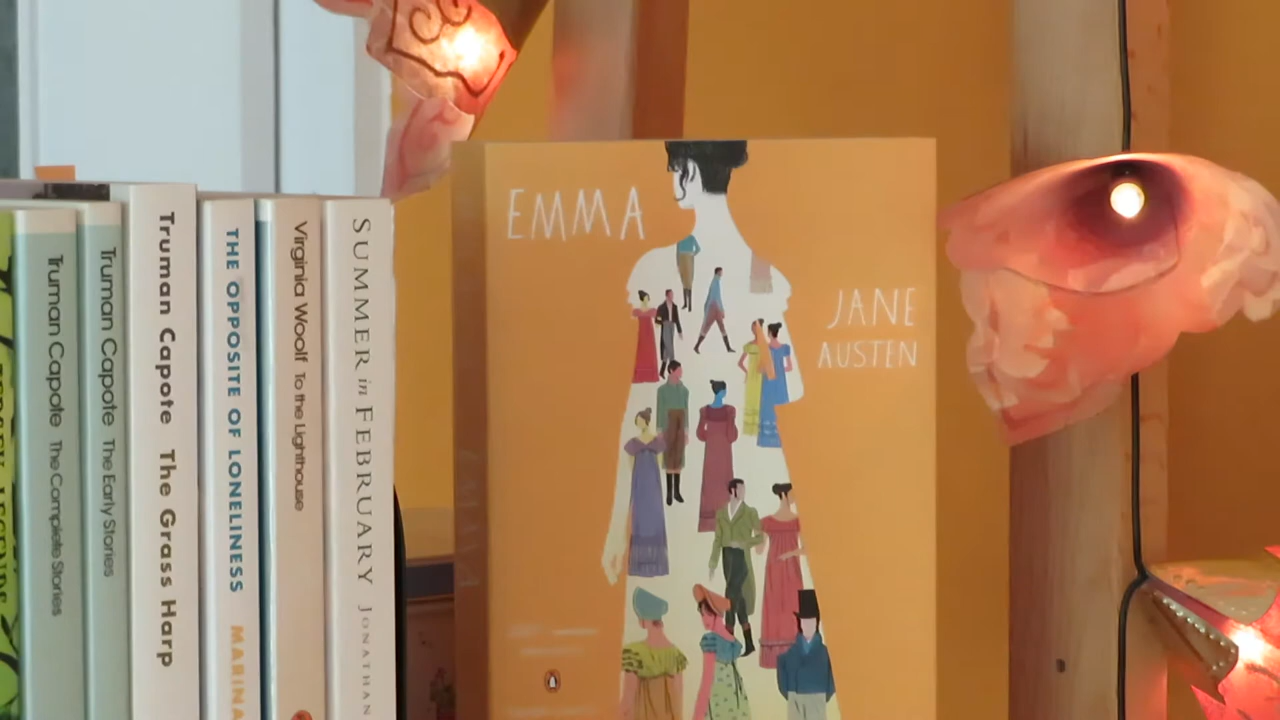 LEGENDS
Truman Capote The Complete Stories
Truman Capote The Early Stories
Truman Capote The Grass Harp
THE OPPOSITE OF LONELINESS MARINA
Virginia Woolf To the Lighthouse
SUMMER in FEBRUARY JONATHAN
EMMA
JANE
AUSTEN